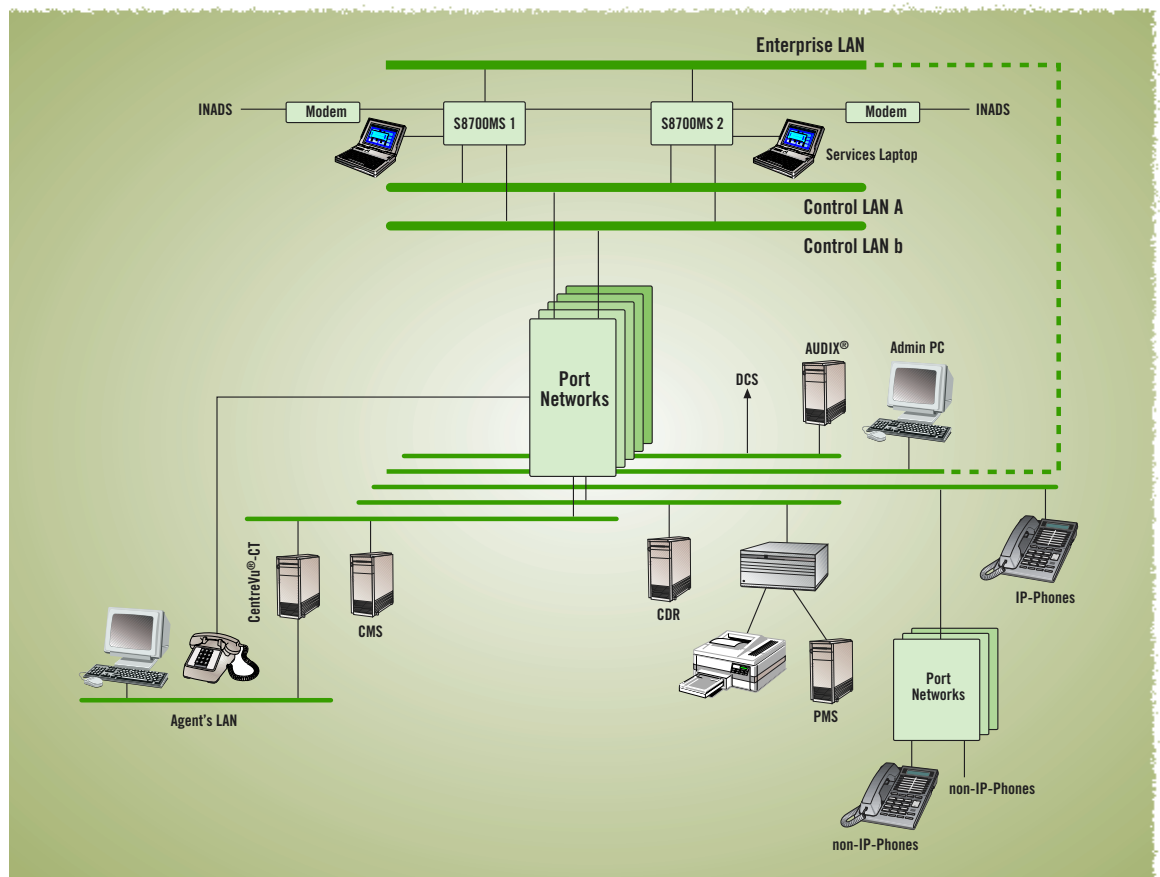 Enterprise LAN
INADS
Modem
S8700MS 1
S8700MS 2
Modem
INADS
Services Laptop
Control LAN A
Control LAN b
Port
Networks
DCS
AUDIX®
Admin PC
CentreVu®-CT
CMS
CDR
IP-Phones
PMS
Port
Networks
Agent's LAN
non-IP-Phones
non-IP-Phones